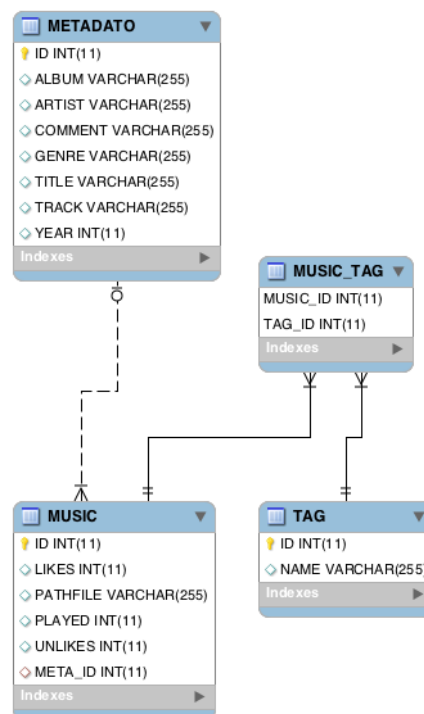 METADATO
ID INT(11)
ALBUM VARCHAR(255)
ARTIST VARCHAR(255)
COMMENT VARCHAR(255)
GENRE VARCHAR(255)
TITLE VARCHAR(255)
TRACK VARCHAR(255)
YEAR INT(11)
Indexes
MUSIC_TAG
MUSIC_ID INT(11)
TAG_ID INT(11)
Indexes
MUSIC
ID INT(11)
LIKES INT(11)
PATHFILE VARCHAR(255)
PLAYED INT(11)
UNLIKES INT(11)
META_ID INT(11)
Indexes
TAG
ID INT(11)
NAME VARCHAR(255)
Indexes